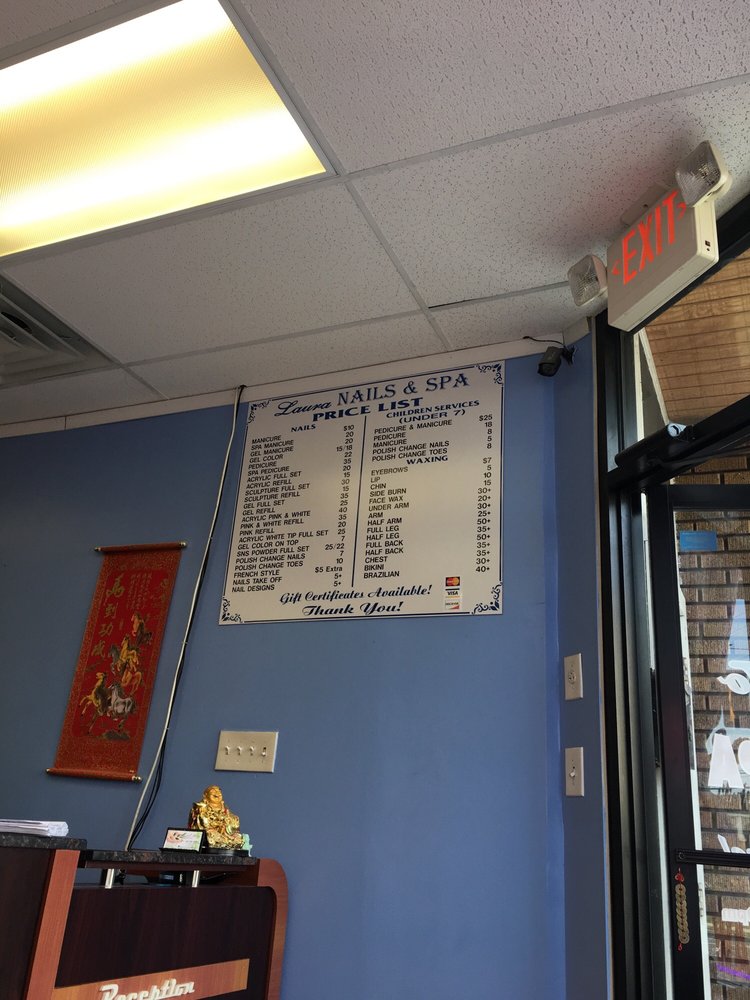 EXIT
Laura NAILS & SPA
PRICE LIST
NAILS
MANICURE $10
SPA MANICURE 20
GEL MANICURE 20
GEL COLOR 15/18
PEDICURE 22
SPA PEDICURE 35
ACRYLIC FULL SET 20
ACRYLIC REFILL 15
SCULPTURE FULL SET 30
SCULPTURE REFILL 15
GEL FULL SET 35
GEL REFILL 25
ACRYLIC PINK & WHITE 40
PINK & WHITE REFILL 35
PINK REFILL 20
ACRYLIC WHITE TIP FULL SET 25
GEL COLOR ON TOP 7
SNS POWDER FULL SET 25/22
POLISH CHANGE NAILS 7
POLISH CHANGE TOES 10
FRENCH STYLE $5 Extra
NAILS TAKE OFF 5+
NAIL DESIGNS 5+
CHILDREN SERVICES
(UNDER 7)
PEDICURE & MANICURE $25
PEDICURE 18
MANICURE 8
POLISH CHANGE NAILS 5
POLISH CHANGE TOES 8
WAXING
EYEBROWS $7
LIP 5
CHIN 10
SIDE BURN 15
FACE WAX 30+
UNDER ARM 20+
ARM 30+
HALF ARM 25+
FULL LEG 50+
HALF LEG 35+
FULL BACK 50+
HALF BACK 35+
CHEST 35+
BIKINI 30+
BRAZILIAN 40+
Gift Certificates Available!
Thank You!
VISA
馬到功成
Reception